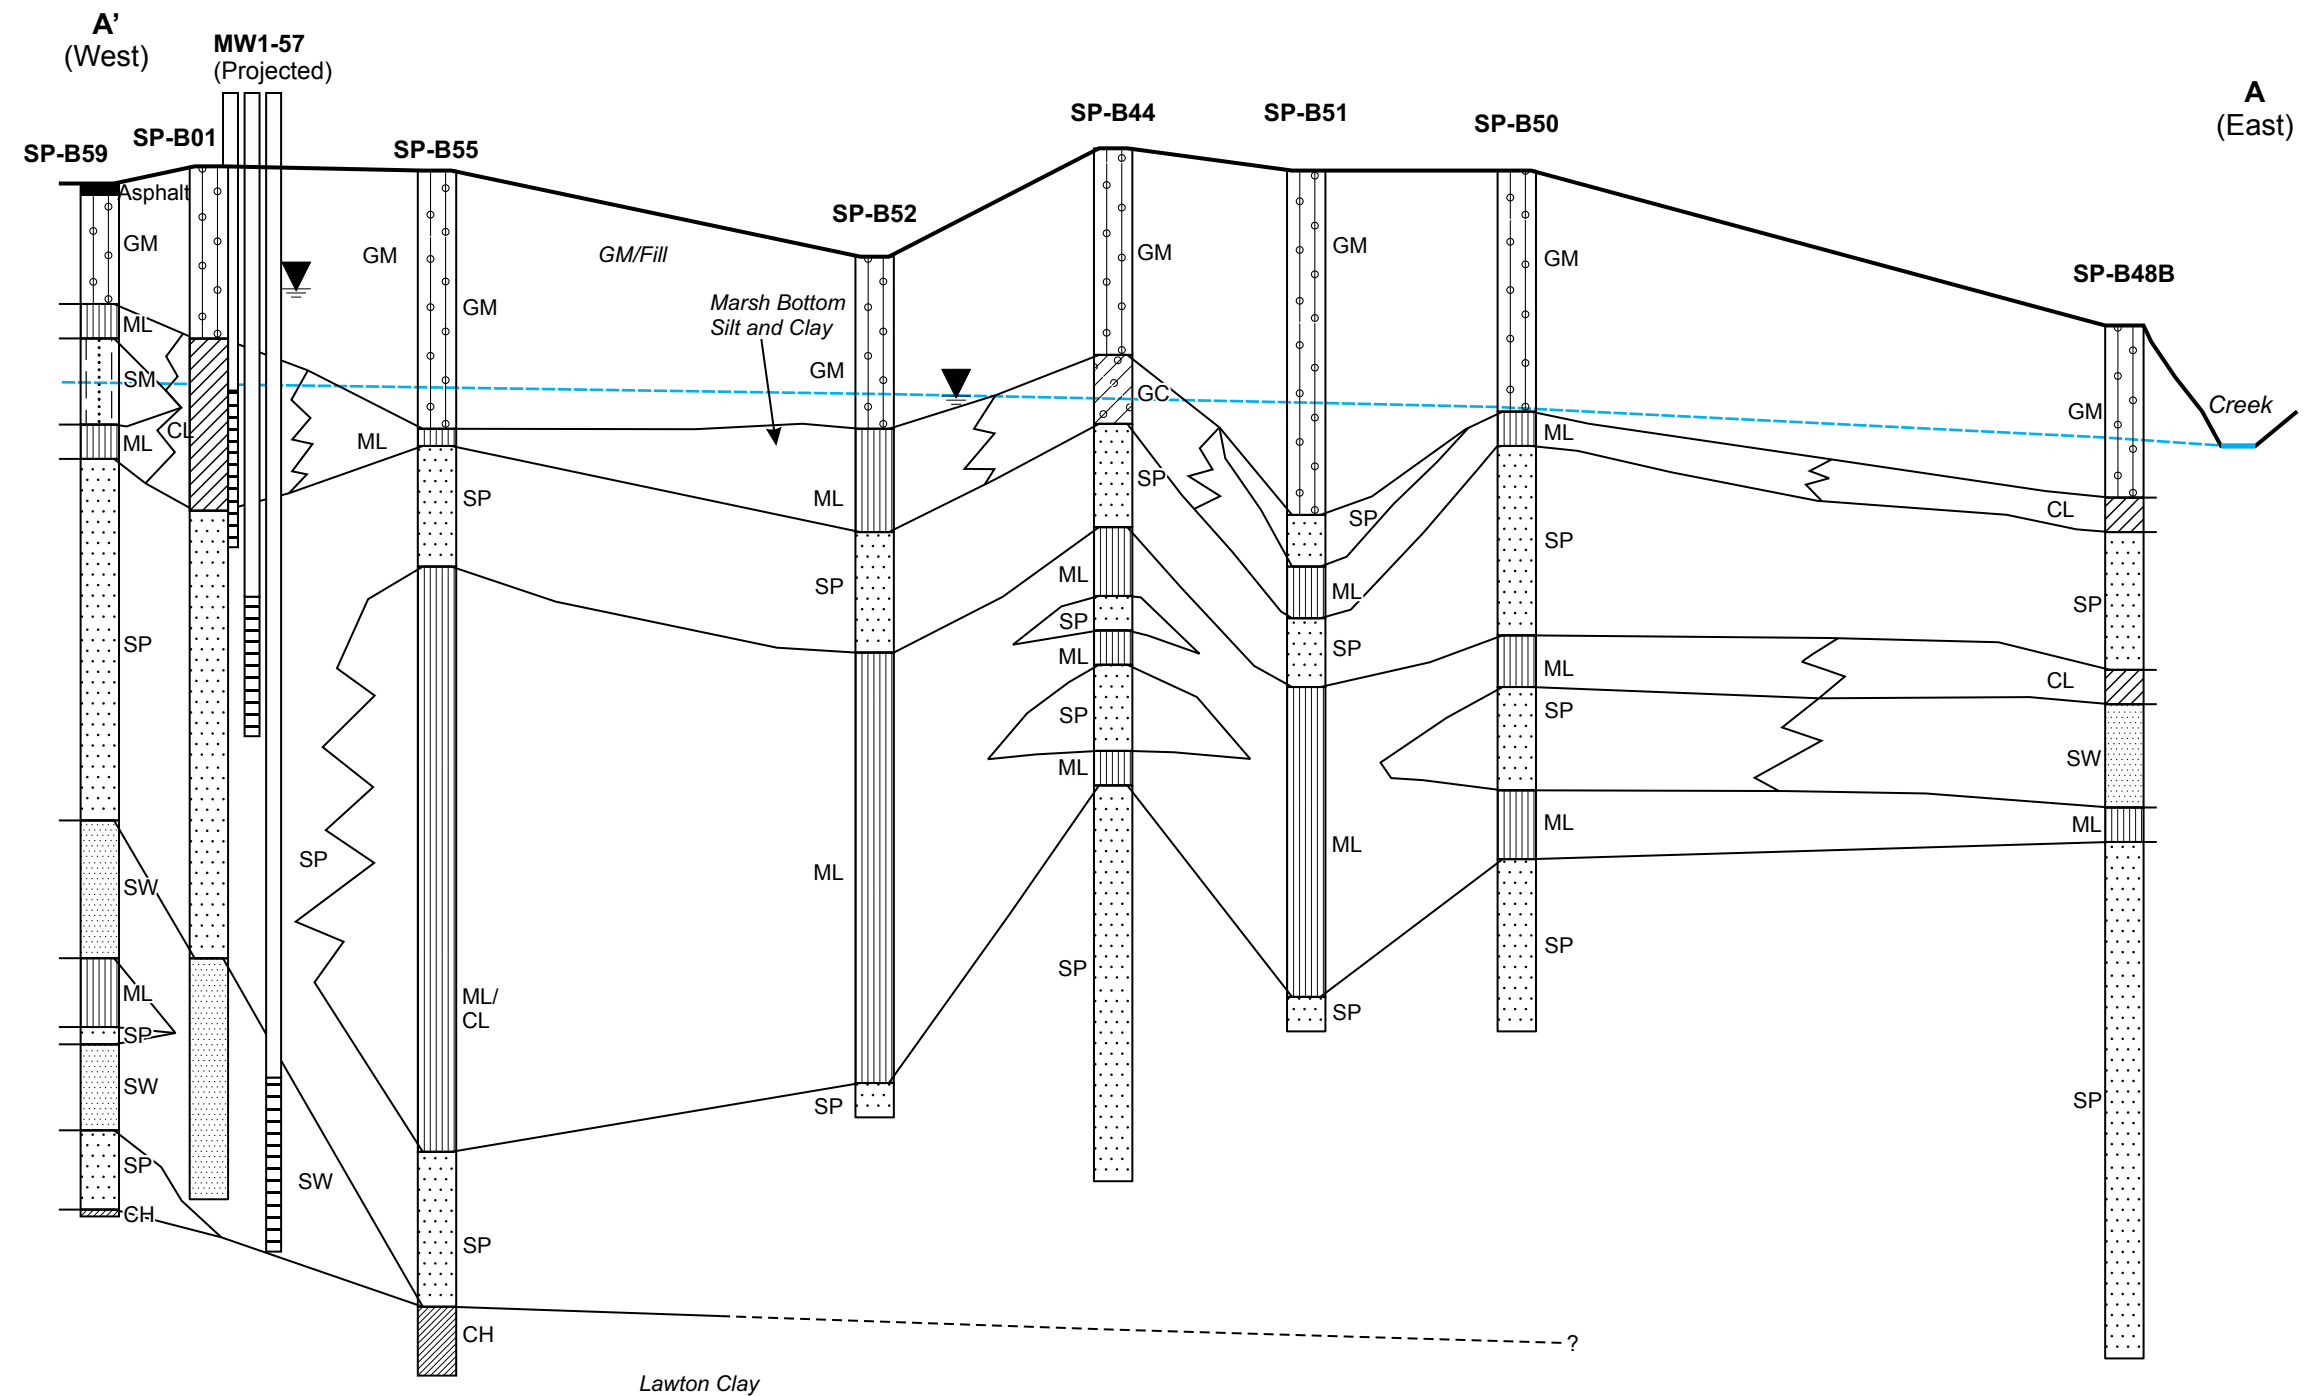 A’
(West)
MW1-57
(Projected)
A
(East)
SP-B59
SP-B01
SP-B55
SP-B52
SP-B44
SP-B51
SP-B50
SP-B48B
Asphalt
GM
ML
SM
ML
CL
SP
SW
ML
SP
SW
SP
CH
GM
ML
SP
SW
GM
SP
ML/
CL
SP
CH
GM/Fill
Marsh Bottom
Silt and Clay
GM
ML
SP
ML
SP
GM
GC
SP
ML
SP
ML
SP
ML
SP
GM
SP
ML
SP
ML
SP
GM
ML
SP
ML
SP
ML
SP
GM
CL
SP
CL
SW
ML
SP
Creek
?
Lawton Clay